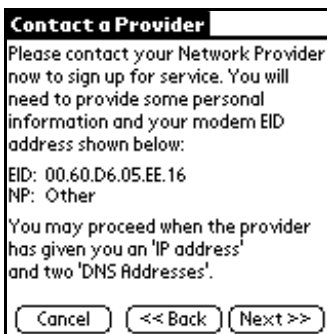 Contact a Provider
Please contact your Network Provider
now to sign up for service. You will
need to provide some personal
information and your modem EID
address shown below:
EID: 00.60.D6.05.EE.16
NP: Other
You may proceed when the provider
has given you an 'IP address'
and two 'DNS Addresses'.
Cancel << Back Next >>